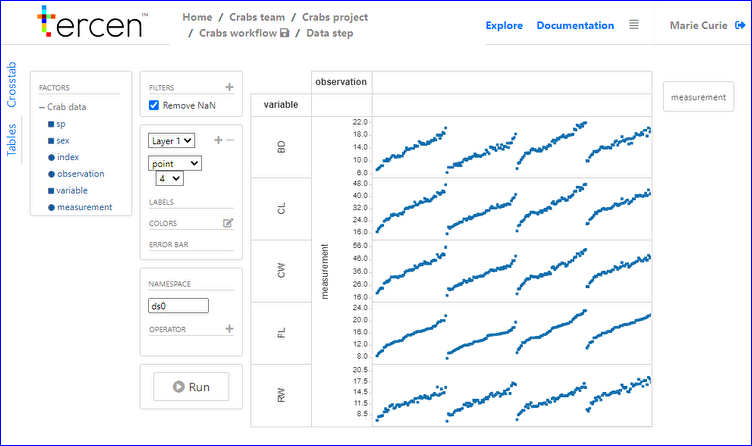 tercen™
Home / Crabs team / Crabs project
/ Crabs workflow / Data step
Explore
Documentation
Marie Curie
Crosstab
Tables
FACTORS
Crab data
sp
sex
index
observation
variable
measurement
FILTERS
Remove NaN
Layer 1
point
4
LABELS
COLORS
ERROR BAR
NAMESPACE
ds0
OPERATOR
Run
observation
variable
measurement
BD
22.0
18.0
14.0
10.0
6.0
CL
48.0
40.0
32.0
24.0
16.0
CW
56.0
46.0
36.0
26.0
16.0
FL
24.0
20.0
16.0
12.0
8.0
RW
20.5
17.5
14.5
11.5
8.5
measurement